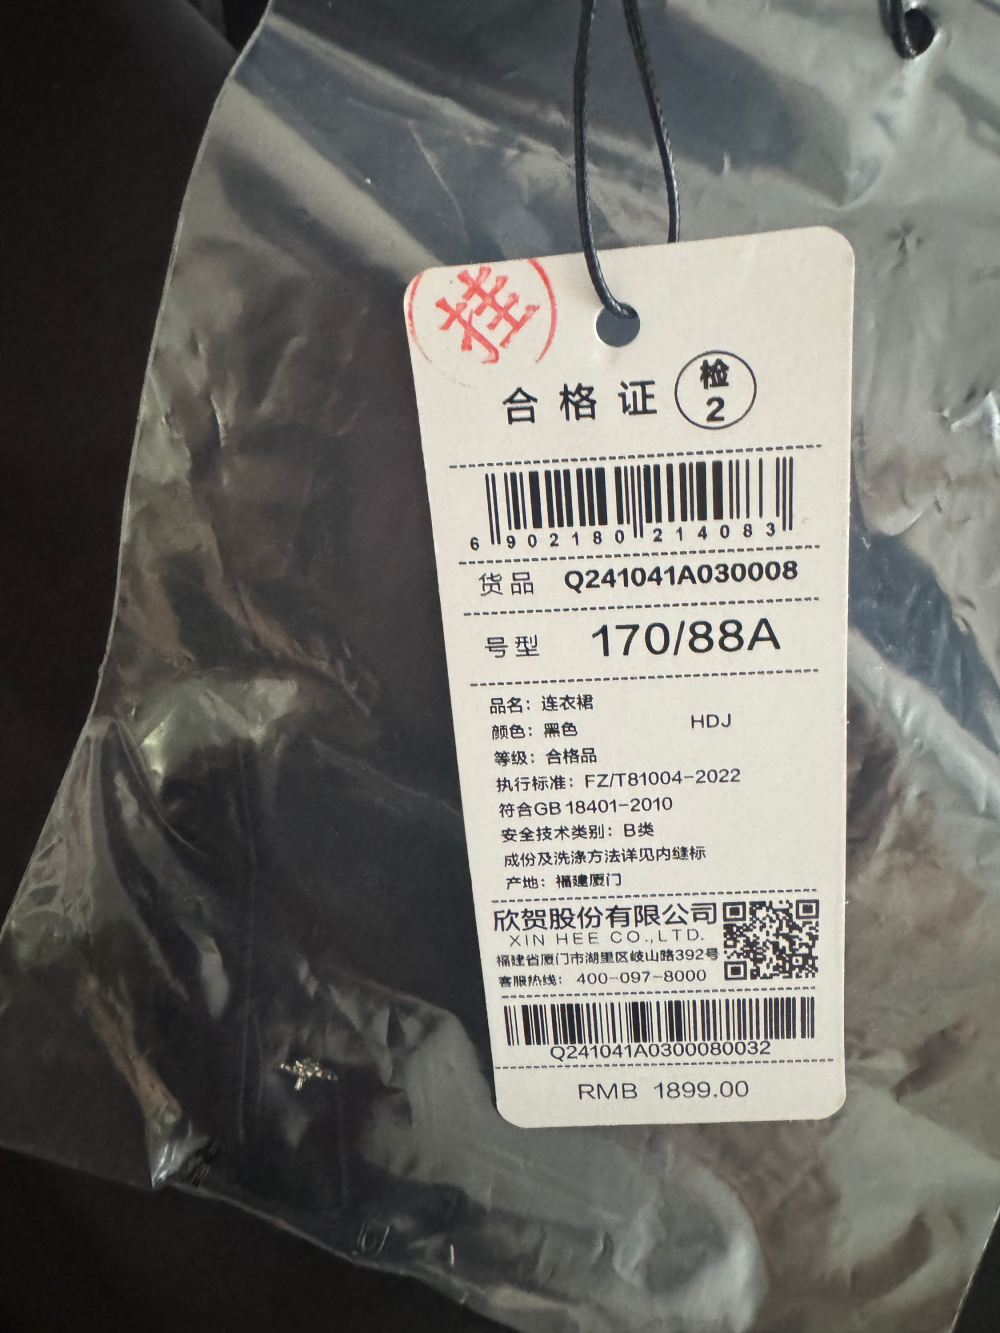 挂
合格证 检 2
6 902180 214083
货品 Q241041A030008
号型 170/88A
品名：连衣裙
颜色：黑色 HDJ
等级：合格品
执行标准：FZ/T81004-2022
符合GB 18401-2010
安全技术类别：B类
成份及洗涤方法详见内缝标
产地：福建厦门
欣贺股份有限公司
XIN HEE CO.,LTD.
福建省厦门市湖里区岐山路392号
客服热线：400-097-8000
Q241041A0300080032
RMB 1899.00